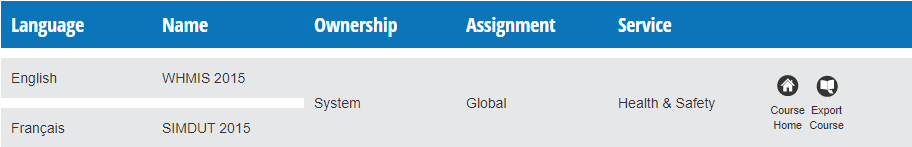 Language Name Ownership Assignment Service
English WHMIS 2015
System Global Health & Safety
Course Home
Export Course
Français SIMDUT 2015